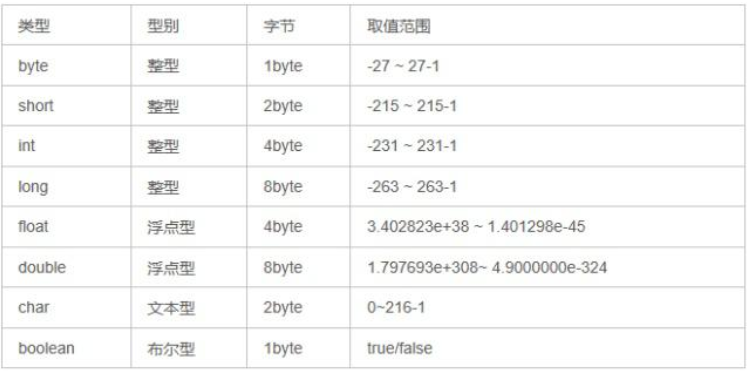 类型 型别 字节 取值范围
byte 整型 1byte -27 ~ 27-1
short 整型 2byte -215 ~ 215-1
int 整型 4byte -231 ~ 231-1
long 整型 8byte -263 ~ 263-1
float 浮点型 4byte 3.402823e+38 ~ 1.401298e-45
double 浮点型 8byte 1.797693e+308~ 4.9000000e-324
char 文本型 2byte 0~216-1
boolean 布尔型 1byte true/false